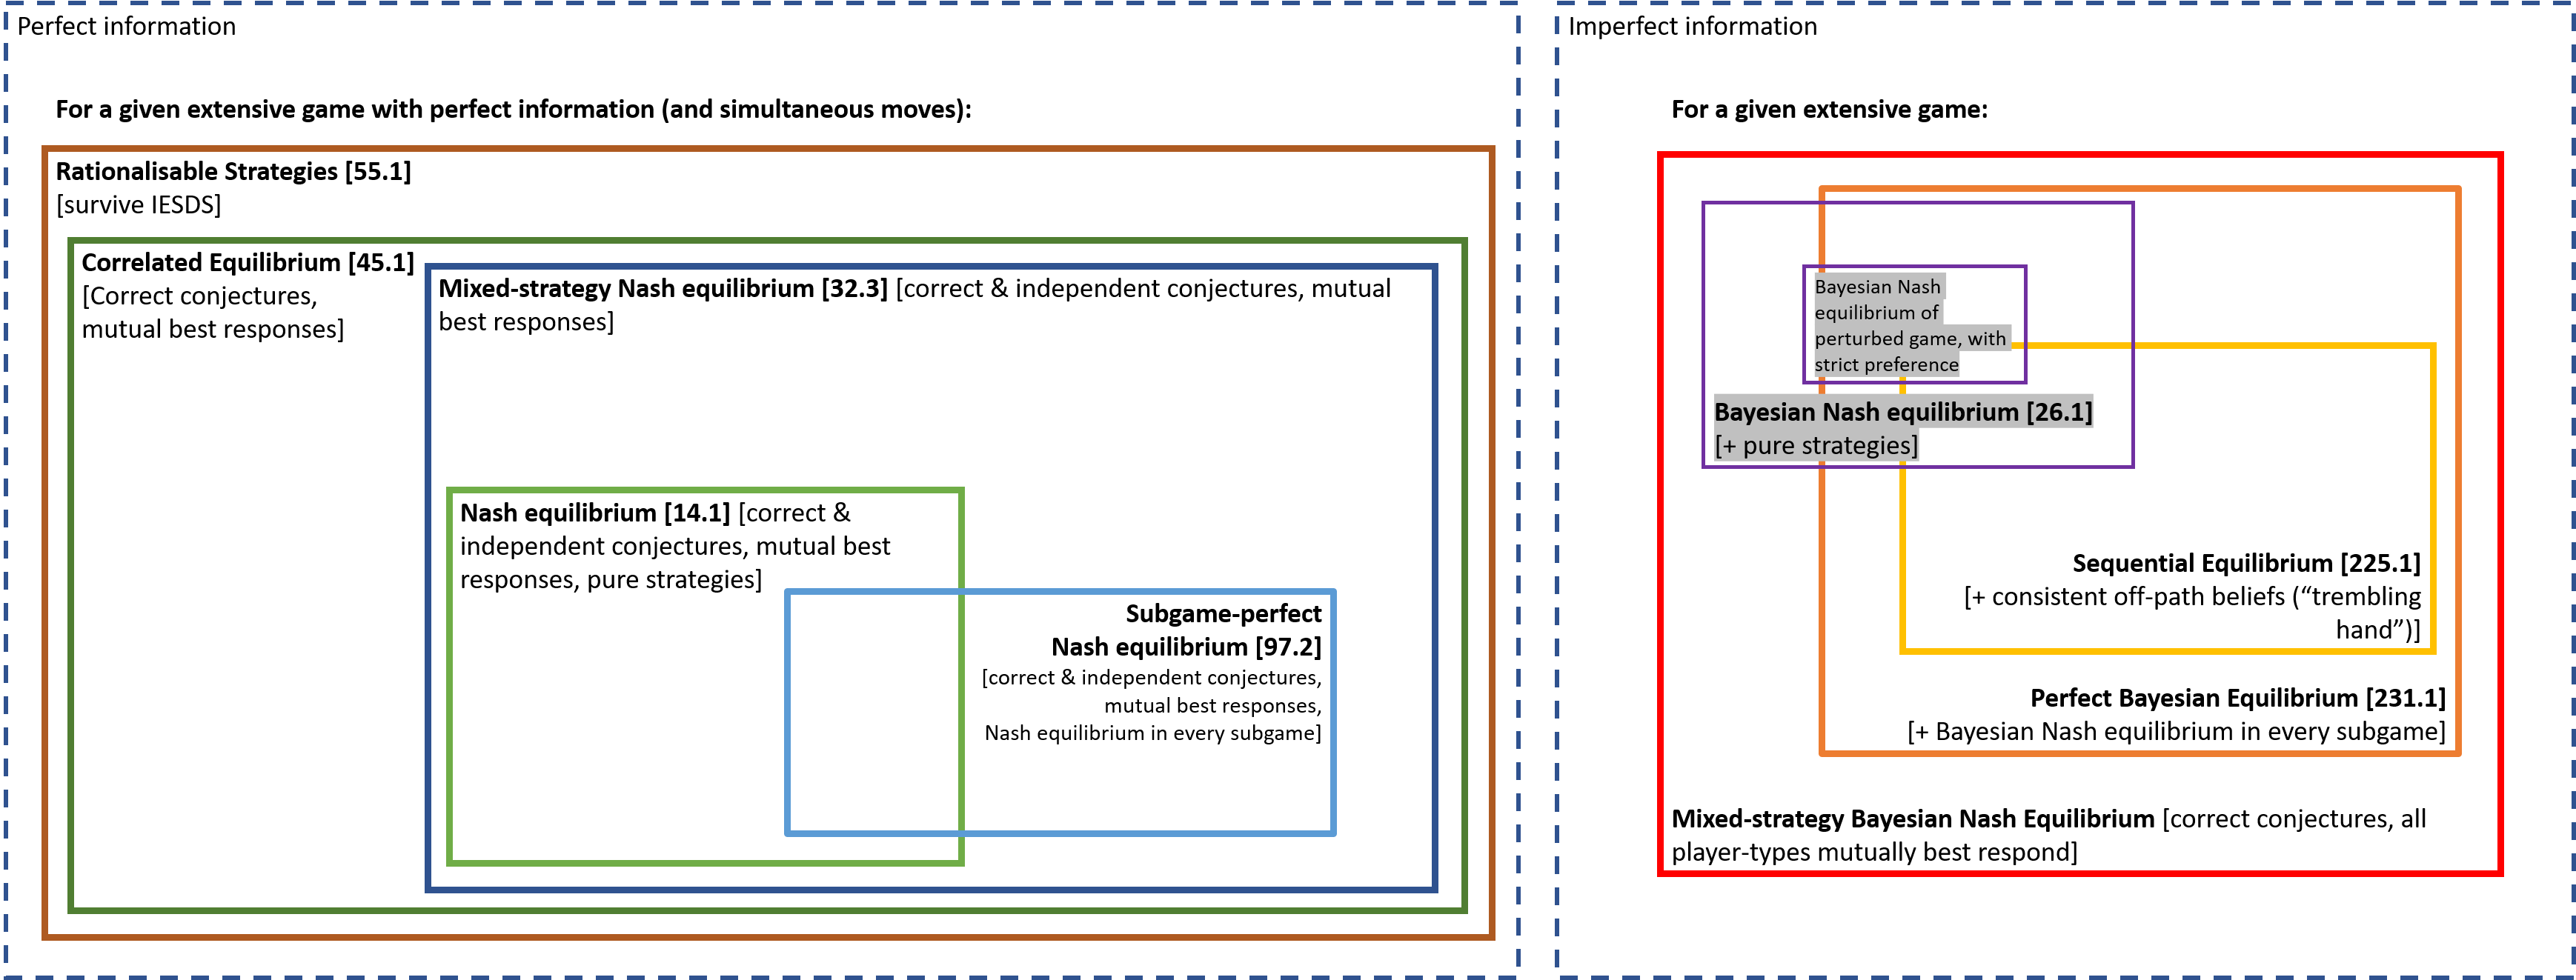 Perfect information
For a given extensive game with perfect information (and simultaneous moves):
Rationalisable Strategies [55.1]
[survive IESDS]
Correlated Equilibrium [45.1]
[Correct conjectures,
mutual best responses]
Mixed-strategy Nash equilibrium [32.3] [correct & independent conjectures, mutual
best responses]
Nash equilibrium [14.1] [correct &
independent conjectures, mutual best
responses, pure strategies]
Subgame-perfect
Nash equilibrium [97.2]
[correct & independent conjectures,
mutual best responses,
Nash equilibrium in every subgame]
Imperfect information
For a given extensive game:
Bayesian Nash
equilibrium of
perturbed game, with
strict preference
Bayesian Nash equilibrium [26.1]
[+ pure strategies]
Sequential Equilibrium [225.1]
[+ consistent off-path beliefs (“trembling
hand”)]
Perfect Bayesian Equilibrium [231.1]
[+ Bayesian Nash equilibrium in every subgame]
Mixed-strategy Bayesian Nash Equilibrium [correct conjectures, all
player-types mutually best respond]